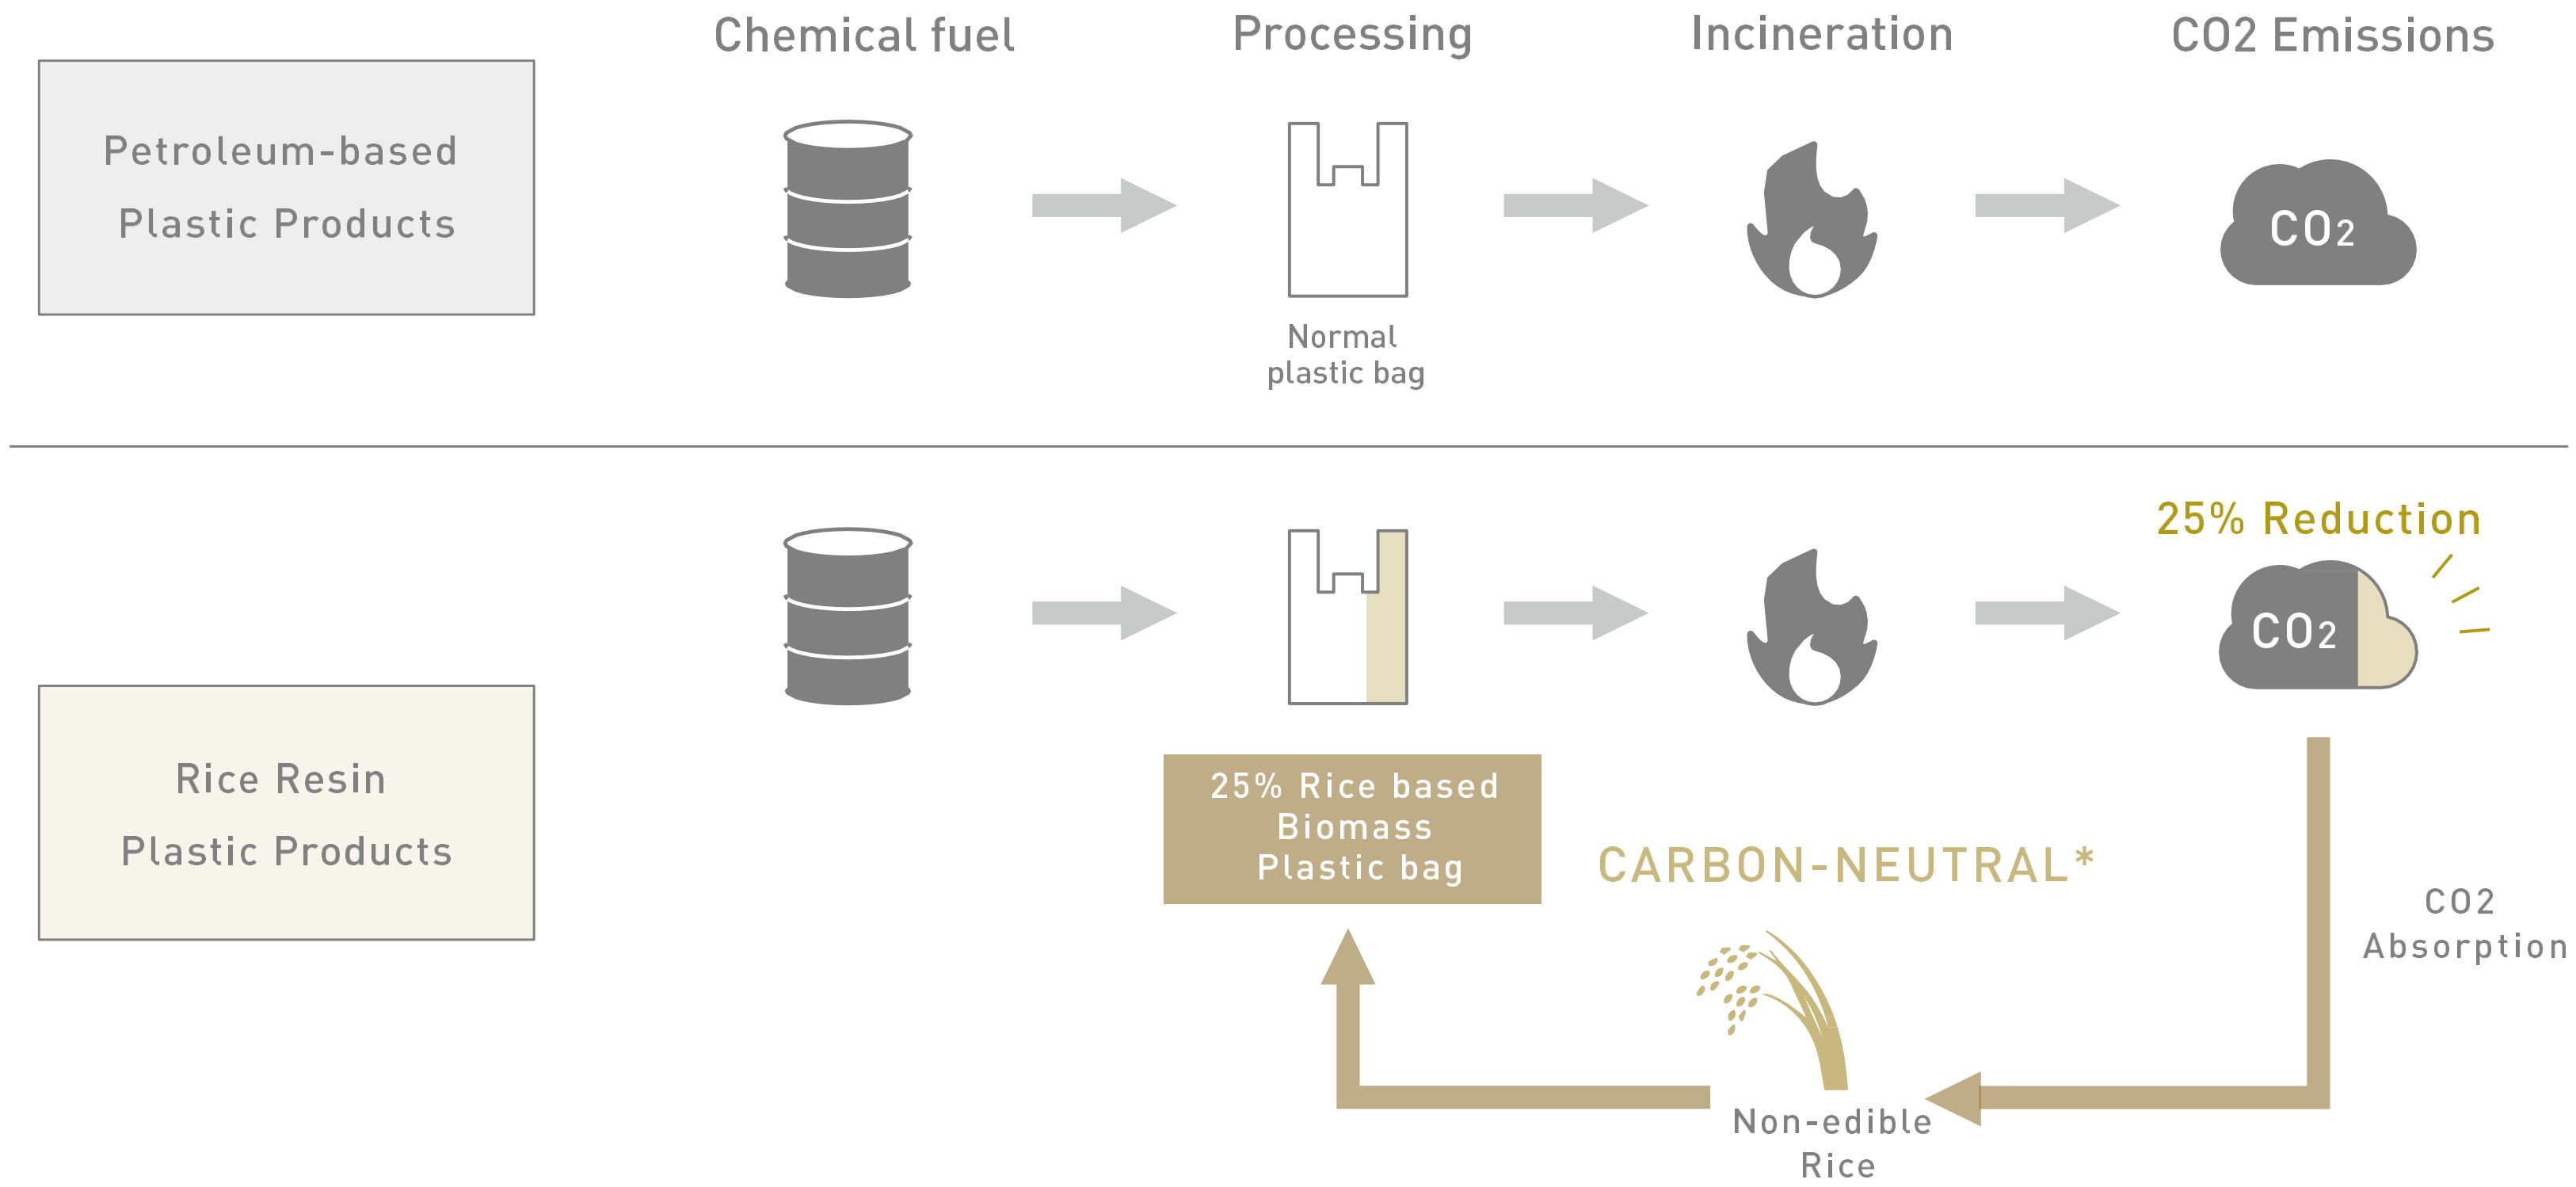 Chemical fuel
Processing
Incineration
CO2 Emissions
Petroleum-based
Plastic Products
CO2
Normal
plastic bag
25% Reduction
CO2
Rice Resin
Plastic Products
25% Rice based
Biomass
Plastic bag
CARBON-NEUTRAL*
CO2
Absorption
Non-edible
Rice